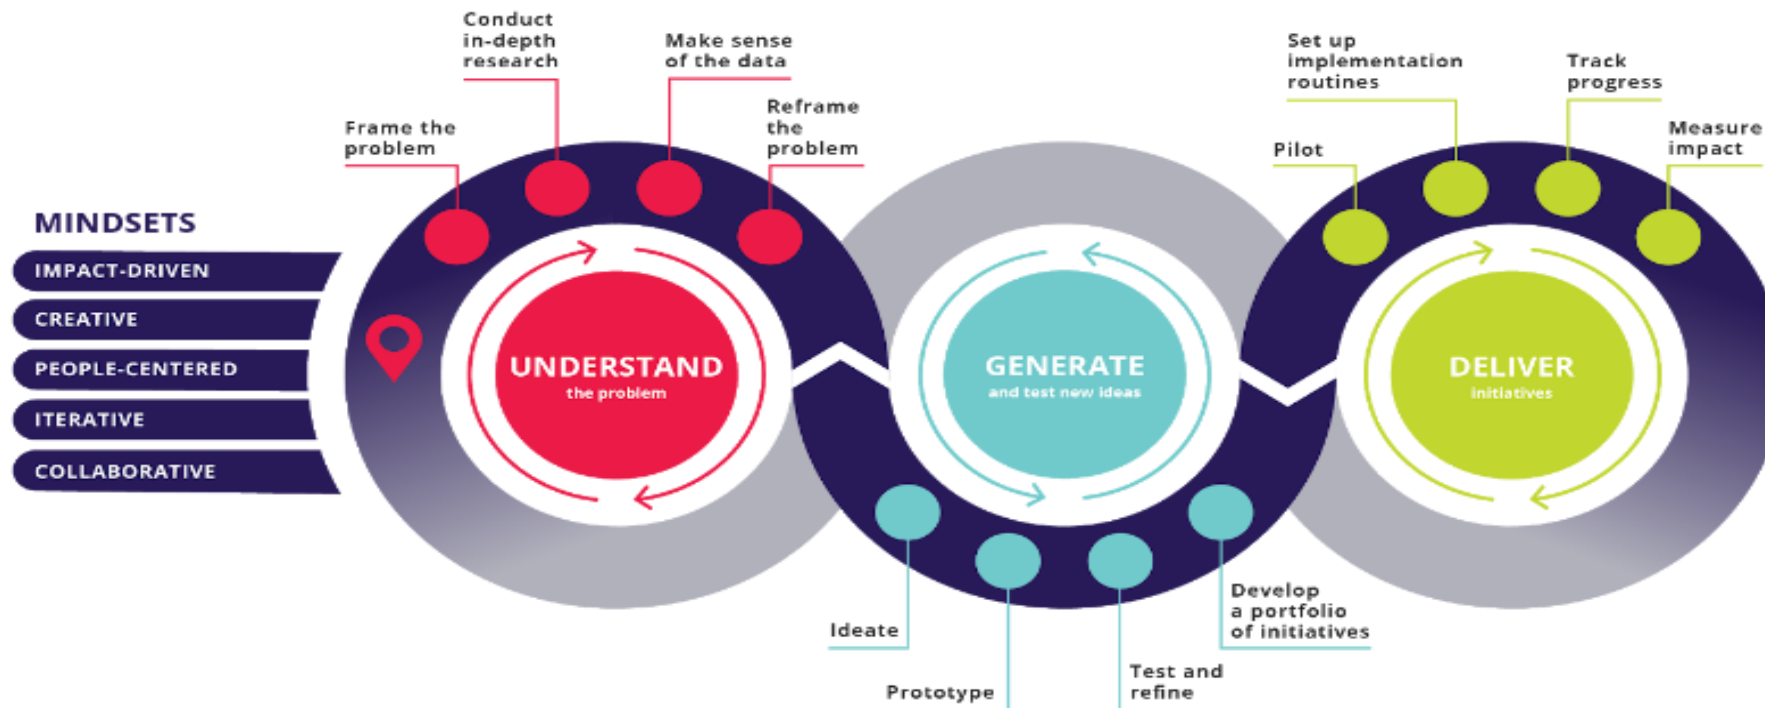 Conduct
in-depth
research
Make sense
of the data
Frame the
problem
Reframe
the
problem
Set up
implementation
routines
Track
progress
Pilot
Measure
impact
MINDSETS
IMPACT-DRIVEN
CREATIVE
PEOPLE-CENTERED
ITERATIVE
COLLABORATIVE
UNDERSTAND
the problem
GENERATE
and test new ideas
DELIVER
initiatives
Ideate
Prototype
Test and
refine
Develop
a portfolio
of initiatives